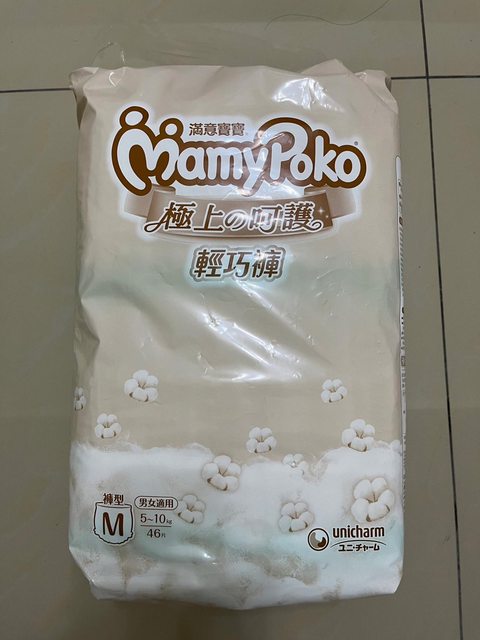 滿意寶寶
MamyPoko
極上の呵護
輕巧褲
褲型
M
男女適用
5~10kg
46片
unicharm
ユニ・チャーム